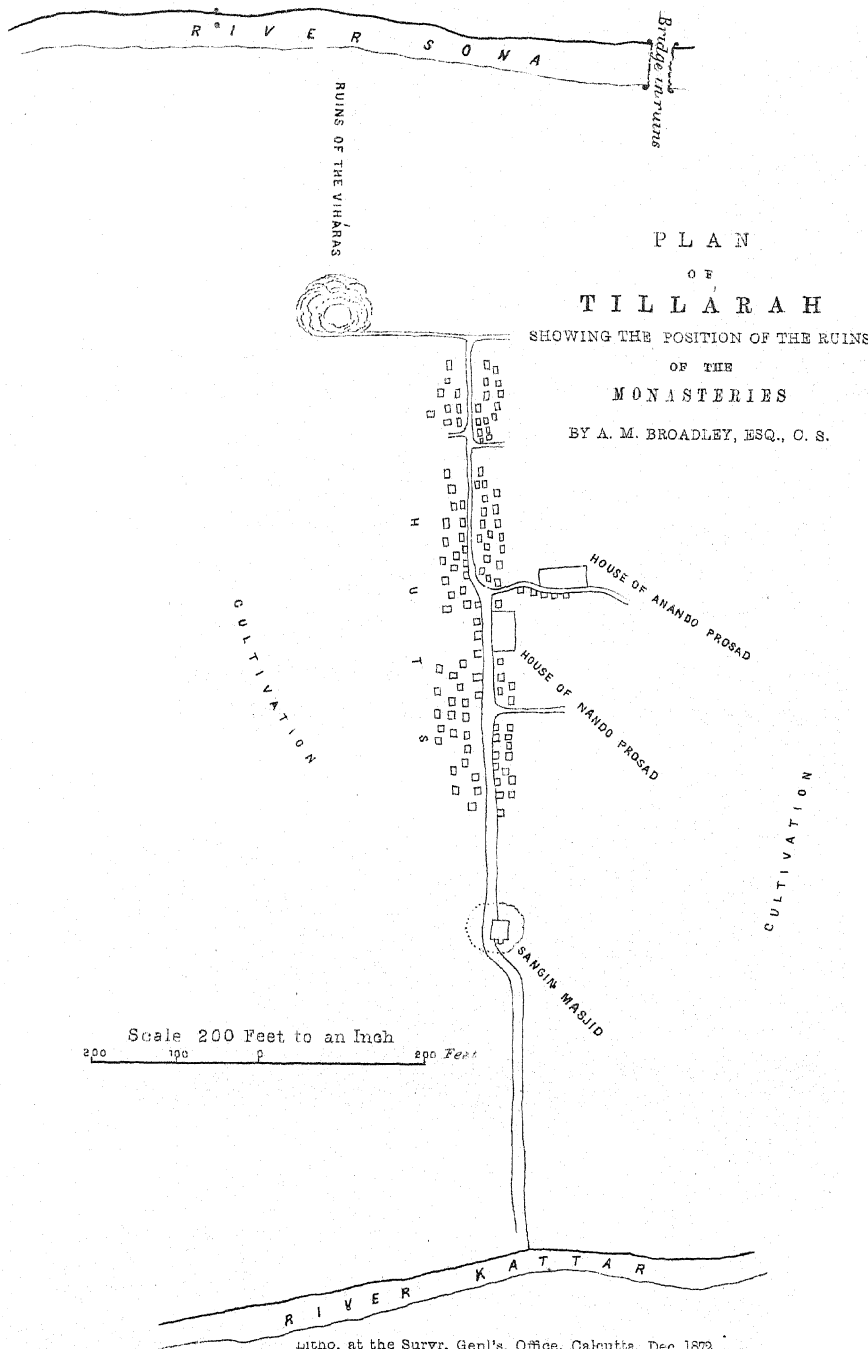 RIVER SONA
Bridge in ruins
RUINS OF THE VIHÁRAS
PLAN
OF
TILLÁRAH
SHOWING THE POSITION OF THE RUINS
OF THE
MONASTERIES
BY A. M. BROADLEY, ESQ., C. S.
HUTS
HOUSE OF ANANDO PROSAD
CULTIVATION
HOUSE OF NANDO PROSAD
CULTIVATION
SANGIN MASJID
Scale 200 Feet to an Inch
200 100 0 200 Feet
RIVER KATTAR
Litho. at the Survr. Genl's. Office, Calcutta, Dec 1872